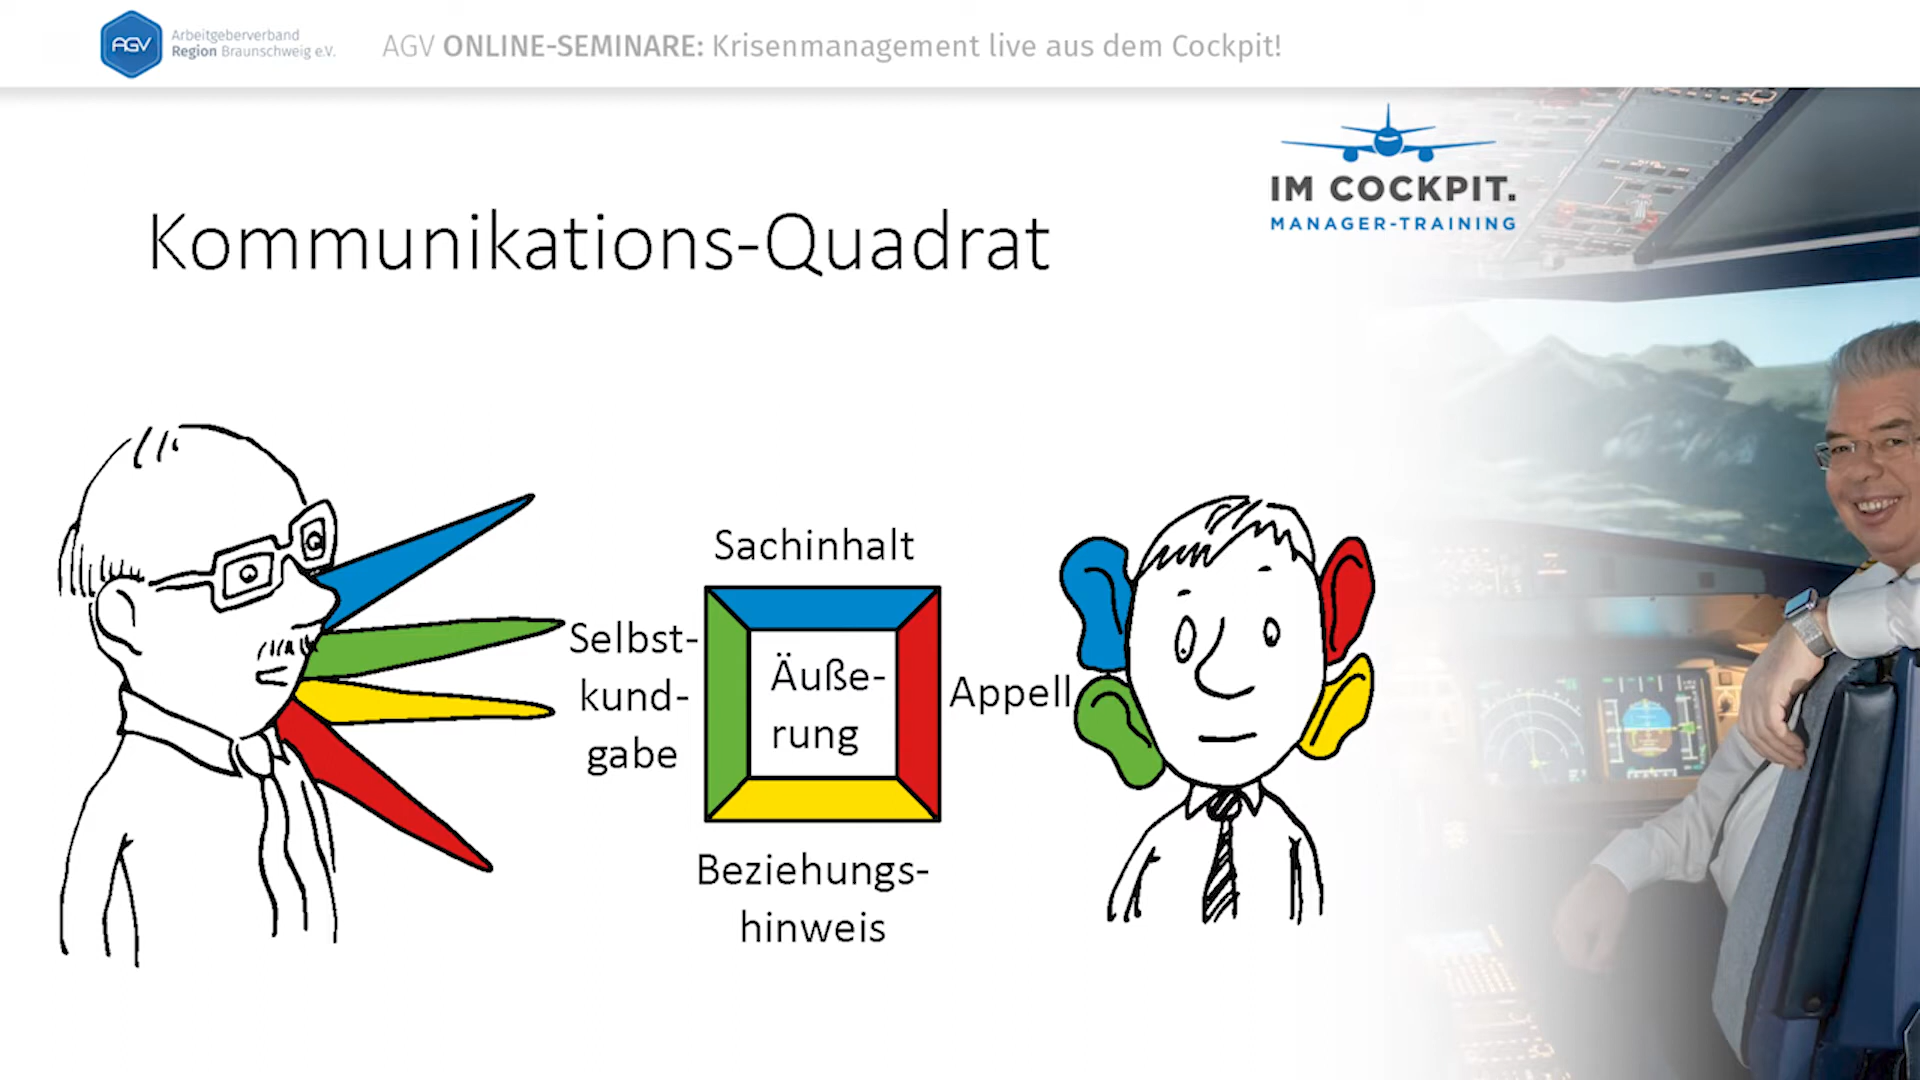 AGV
Arbeitgeberverband
Region Braunschweig e.V.
AGV ONLINE-SEMINARE: Krisenmanagement live aus dem Cockpit!
IM COCKPIT.
MANAGER-TRAINING
Kommunikations-Quadrat
Sachinhalt
Selbst-
kund-
gabe
Äuße-
rung
Appell
Beziehungs-
hinweis